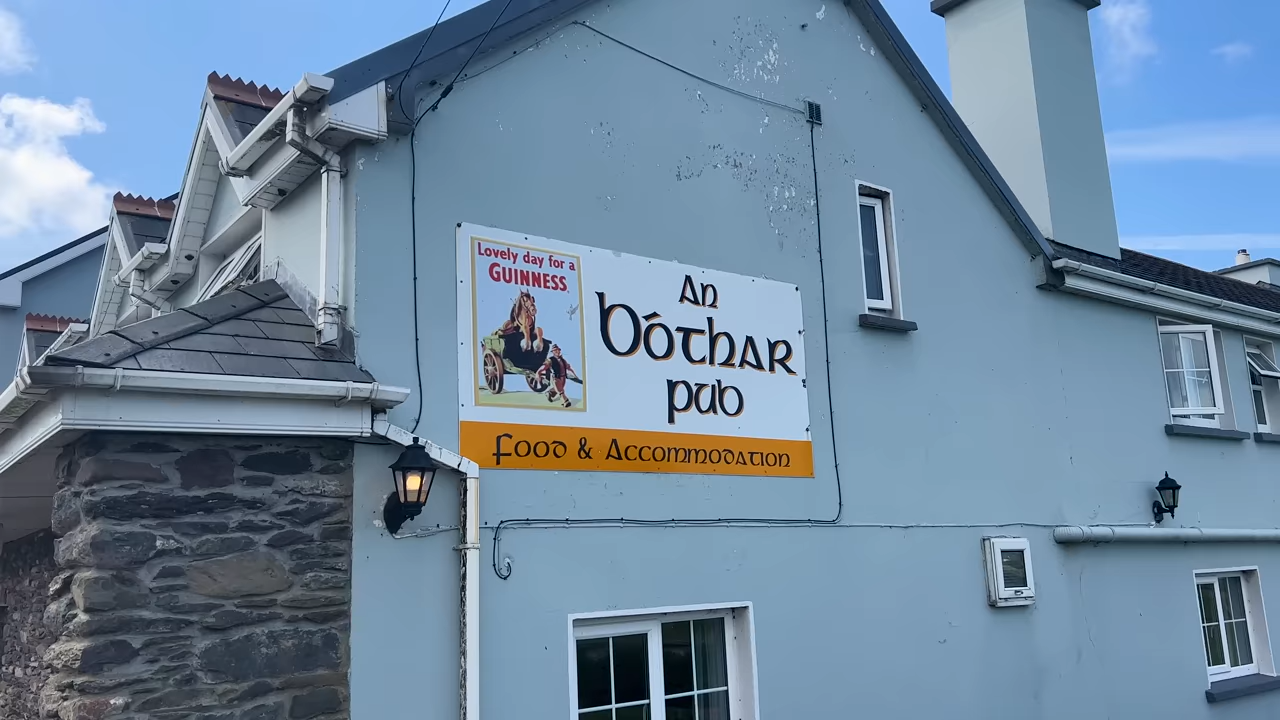 Lovely day for a
GUINNESS
An
Bóthar
pub
Food & Accommodation